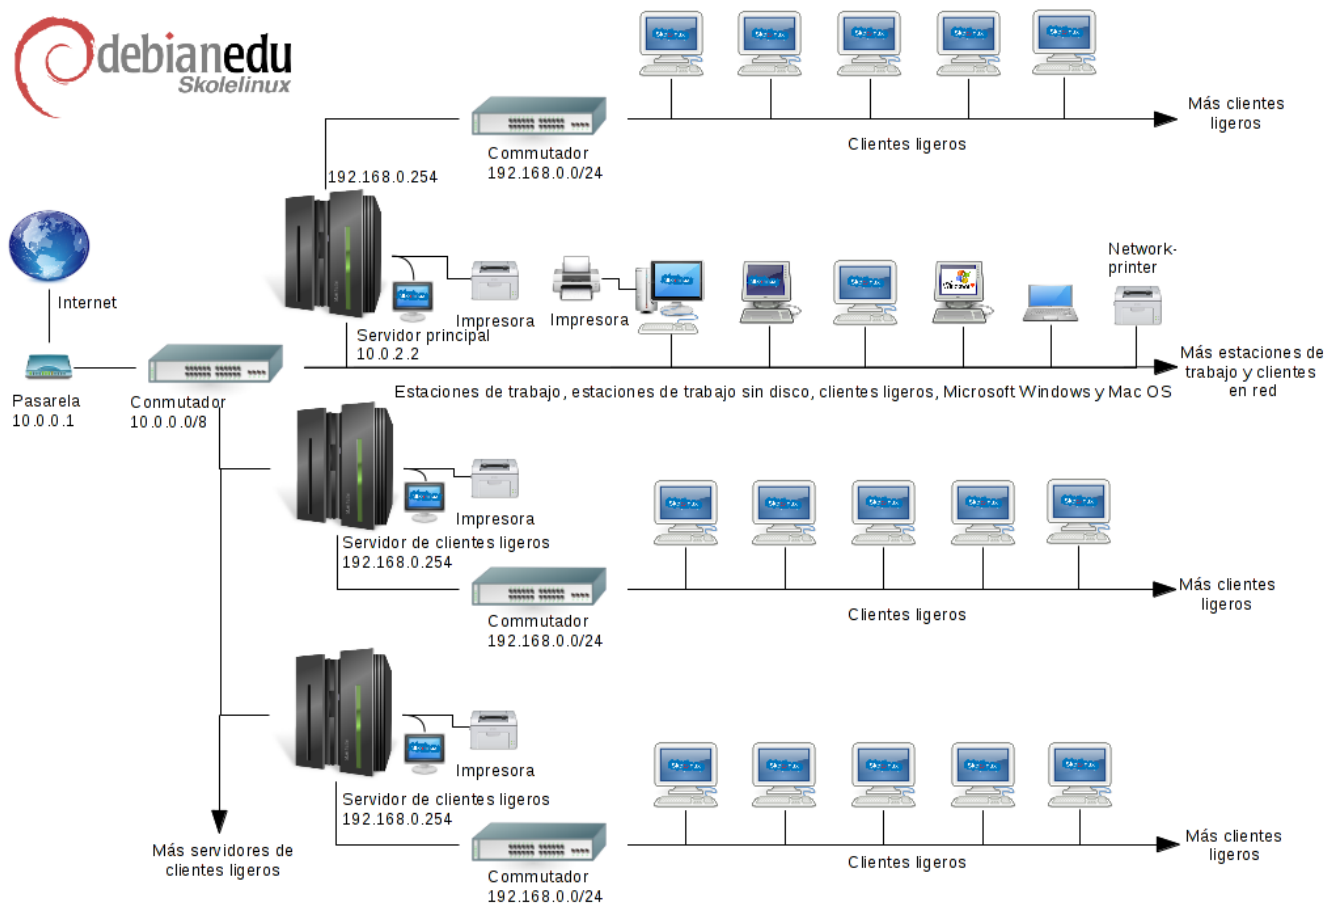 debianedu
Skolelinux
Más clientes
ligeros
Clientes ligeros
Commutador
192.168.0.0/24
192.168.0.254
Internet
Impresora
Impresora
Network-
printer
Servidor principal
10.0.2.2
Pasarela
10.0.0.1
Conmutador
10.0.0.0/8
Más estaciones de
trabajo y clientes
en red
Estaciones de trabajo, estaciones de trabajo sin disco, clientes ligeros, Microsoft Windows y Mac OS
Impresora
Servidor de clientes ligeros
192.168.0.254
Commutador
192.168.0.0/24
Clientes ligeros
Más clientes
ligeros
Impresora
Servidor de clientes ligeros
192.168.0.254
Commutador
192.168.0.0/24
Clientes ligeros
Más clientes
ligeros
Más servidores de
clientes ligeros